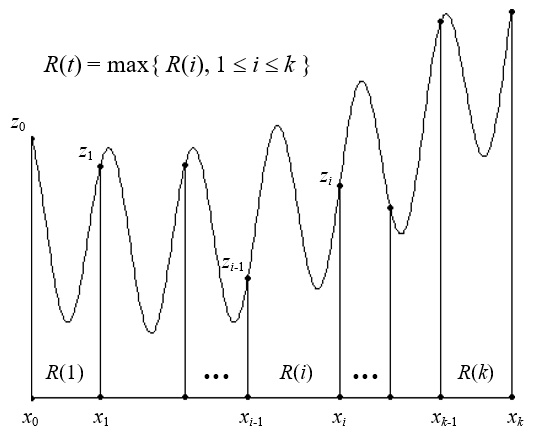 R(t) = max{ R(i), 1 ≤ i ≤ k }
z0
z1
zi
zi-1
R(1) ••• R(i) ••• R(k)
x0 x1 xi-1 xi xk-1 xk